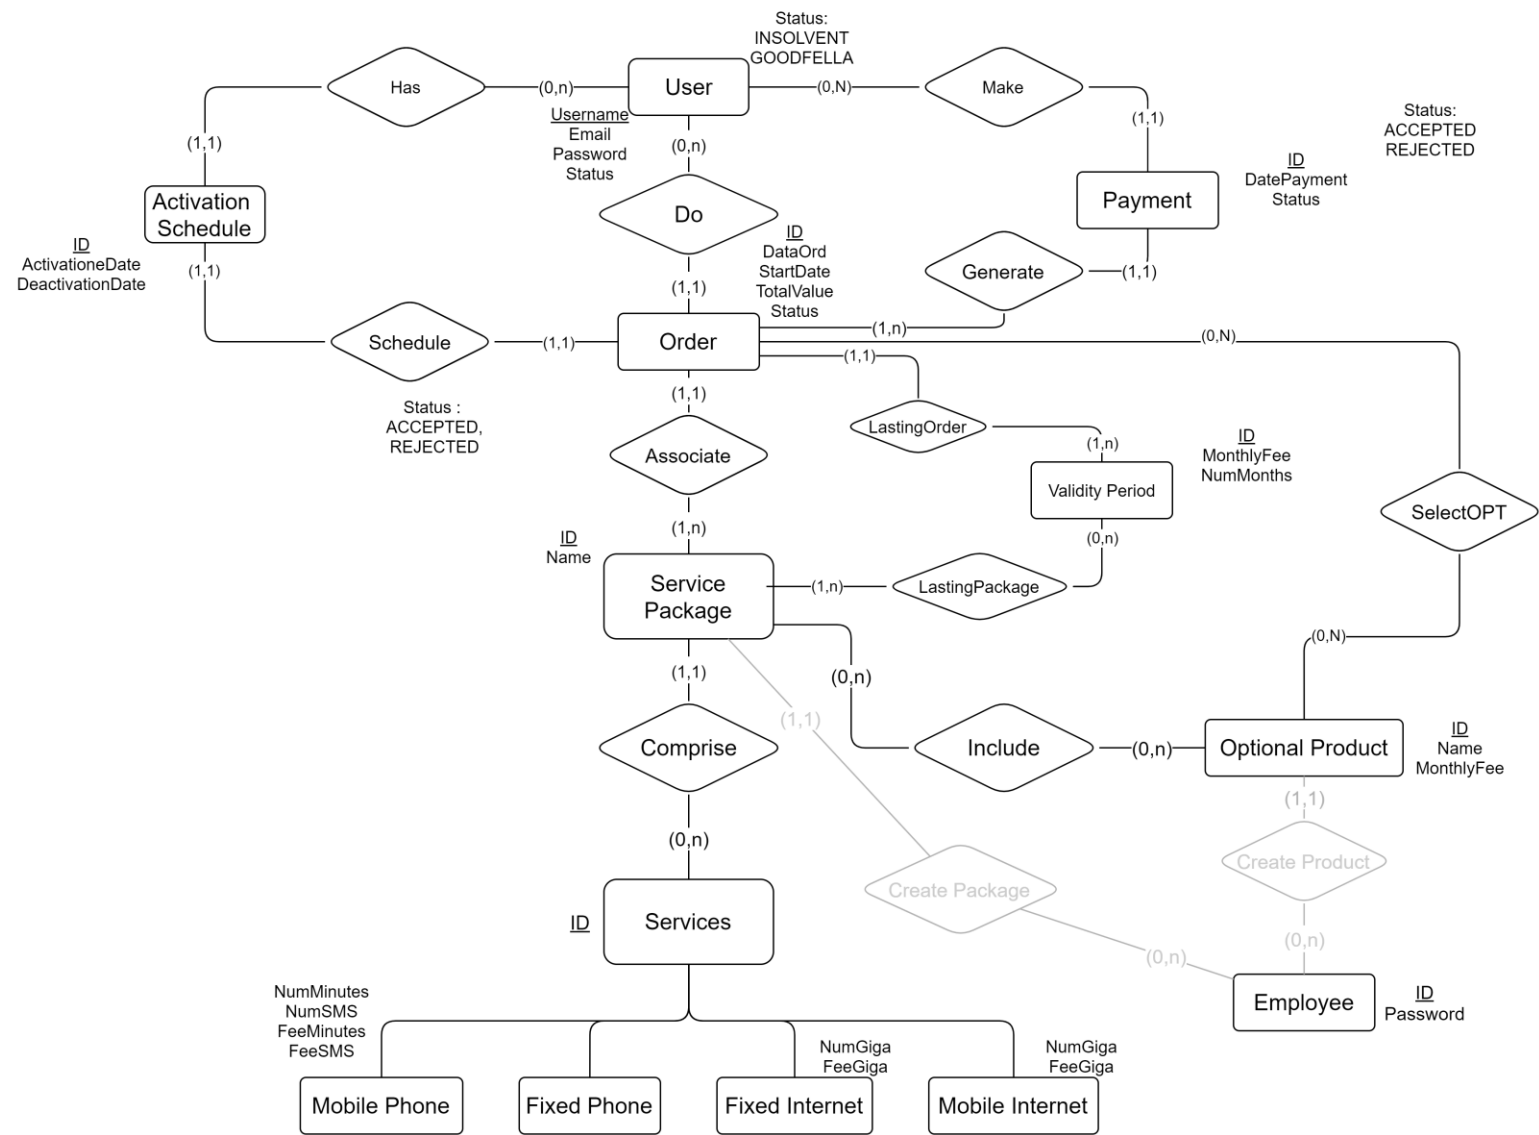 Status:
INSOLVENT
GOODFELLA
Has
(0,n)
User
(0,N)
Make
Username
Email
Password
Status
(1,1)
(0,n)
(1,1)
Status:
ACCEPTED
REJECTED
ID
DatePayment
Status
Activation
Schedule
Do
Payment
ID
ActivationeDate
DeactivationDate
(1,1)
ID
DataOrd
StartDate
TotalValue
Status
(1,1)
Generate
(1,1)
Schedule
(1,1)
Order
(1,n)
(0,N)
(1,1)
Status :
ACCEPTED,
REJECTED
(1,1)
LastingOrder
(1,n)
ID
MonthlyFee
NumMonths
Associate
Validity Period
SelectOPT
(1,n)
(0,n)
ID
Name
Service
Package
(1,n)
LastingPackage
(0,N)
(1,1)
(0,n)
(1,1)
Comprise
Include
(0,n)
Optional Product
ID
Name
MonthlyFee
(1,1)
(0,n)
Create Product
Create Package
ID
Services
(0,n)
(0,n)
Employee
ID
Password
NumMinutes
NumSMS
FeeMinutes
FeeSMS
NumGiga
FeeGiga
NumGiga
FeeGiga
Mobile Phone
Fixed Phone
Fixed Internet
Mobile Internet